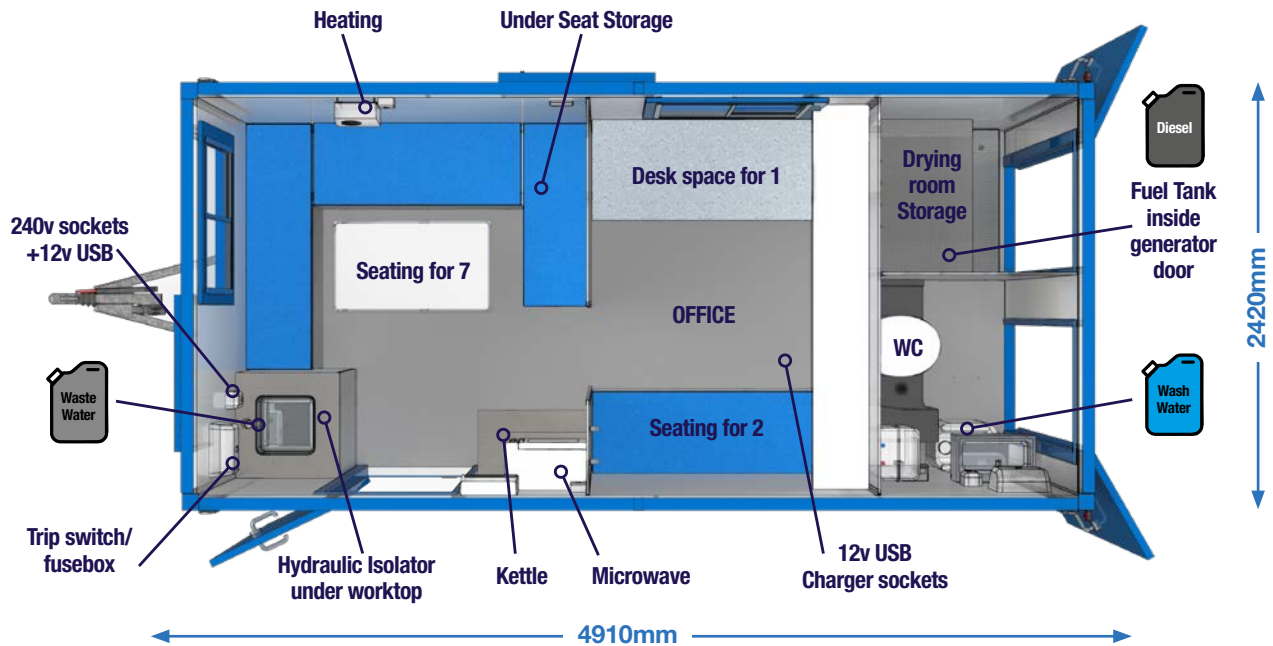 Heating
Under Seat Storage
Diesel
Desk space for 1
Drying
room
Storage
Fuel Tank
inside
generator
door
240v sockets
+12v USB
Seating for 7
OFFICE
2420mm
WC
Waste
Water
Wash
Water
Seating for 2
Trip switch/
fusebox
Hydraulic Isolator
under worktop
Kettle
Microwave
12v USB
Charger sockets
4910mm